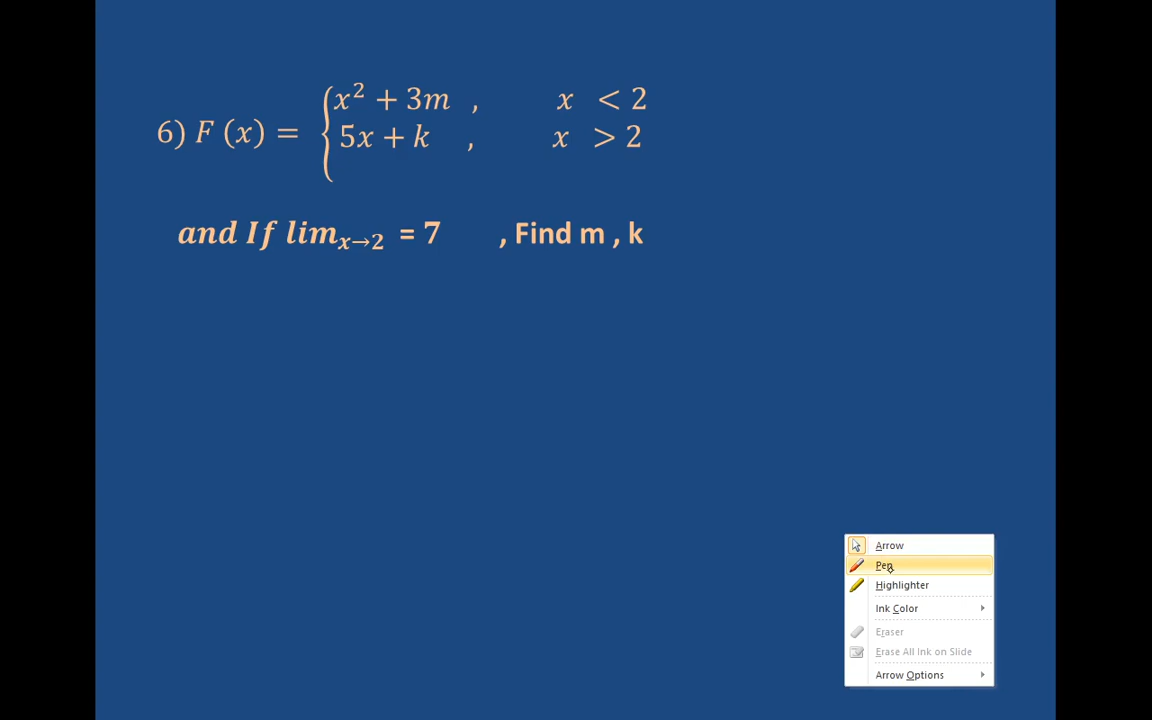 6) F (x) = { x² + 3m , x < 2
5x + k , x > 2
and If lim x→2 = 7 , Find m , k
Arrow
Pen
Highlighter
Ink Color
Eraser
Erase All Ink on Slide
Arrow Options